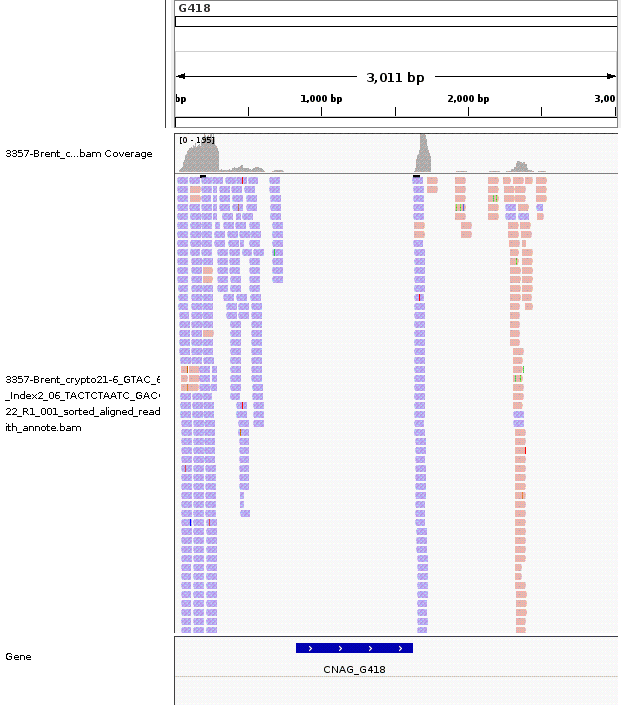 G418
3,011 bp
bp
1,000 bp
2,000 bp
3,00
[0 - 195]
3357-Brent_c...bam Coverage
3357-Brent_crypto21-6_GTAC_6
_Index2_06_TACTCTAATC_GAC
22_R1_001_sorted_aligned_read
ith_annote.bam
Gene
CNAG_G418